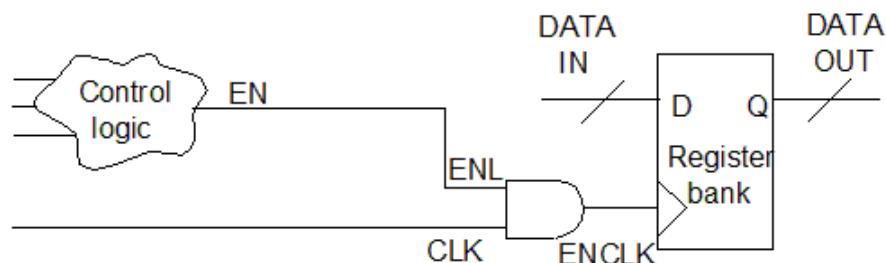 Control
logic
EN
ENL
CLK
ENCLK
DATA
IN
D
Q
Register
bank
DATA
OUT